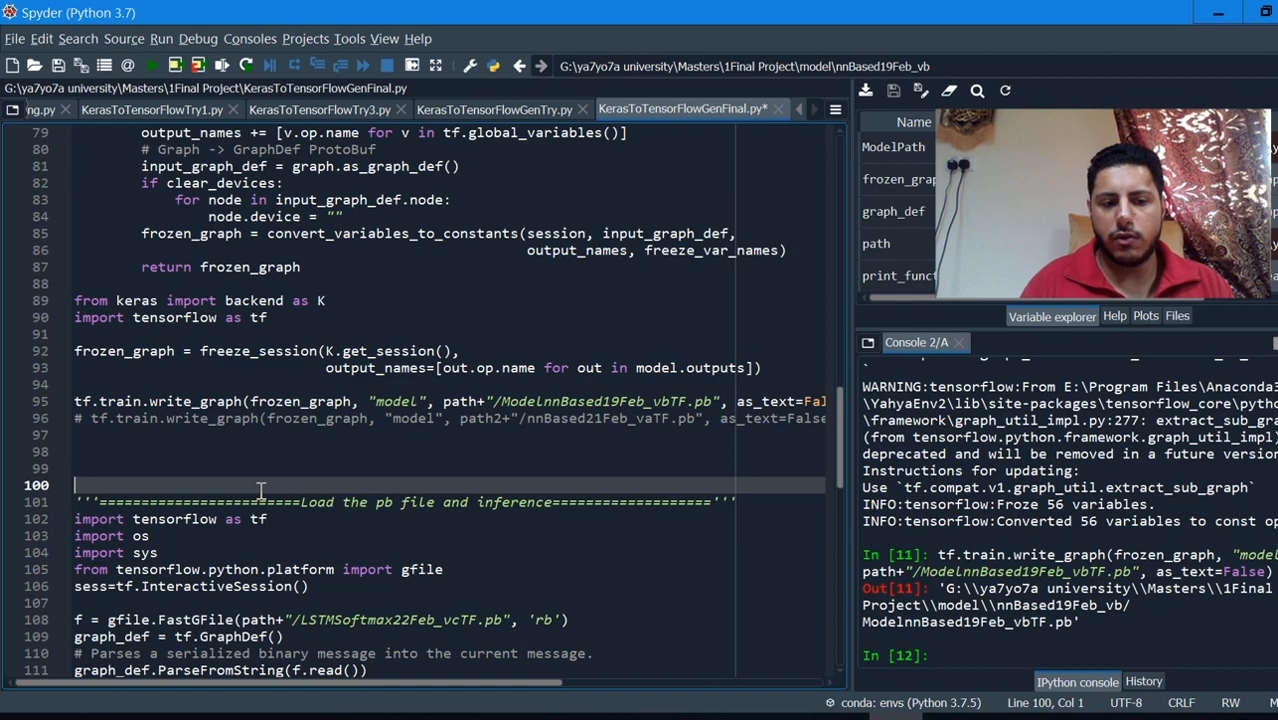 Spyder (Python 3.7)
File Edit Search Source Run Debug Consoles Projects Tools View Help
G:\ya7yo7a university\Masters\1Final Project\model\nnBased19Feb_vb
G:\ya7yo7a university\Masters\1Final Project\KerasToTensorFlowGenFinal.py
ng.py KerasToTensorFlowTry1.py KerasToTensorFlowTry3.py KerasToTensorFlowGenTry.py KerasToTensorFlowGenFinal.py*
79 output_names += [v.op.name for v in tf.global_variables()]
80 # Graph -> GraphDef ProtoBuf
81 input_graph_def = graph.as_graph_def()
82 if clear_devices:
83 for node in input_graph_def.node:
84 node.device = ""
85 frozen_graph = convert_variables_to_constants(session, input_graph_def,
86 output_names, freeze_var_names)
87 return frozen_graph
88
89 from keras import backend as K
90 import tensorflow as tf
91
92 frozen_graph = freeze_session(K.get_session(),
93 output_names=[out.op.name for out in model.outputs])
94
95 tf.train.write_graph(frozen_graph, "model", path+"/ModelnnBased19Feb_vbTF.pb", as_text=Fal
96 # tf.train.write_graph(frozen_graph, "model", path2+"/nnBased21Feb_vaTF.pb", as_text=False
97
98
99
100
101 '''========================Load the pb file and inference==================='''
102 import tensorflow as tf
103 import os
104 import sys
105 from tensorflow.python.platform import gfile
106 sess=tf.InteractiveSession()
107
108 f = gfile.FastGFile(path+"/LSTMSoftmax22Feb_vcTF.pb", 'rb')
109 graph_def = tf.GraphDef()
110 # Parses a serialized binary message into the current message.
111 graph_def.ParseFromString(f.read())
Name
ModelPath
frozen_grap
graph_def
path
print_funct
Variable explorer Help Plots Files
Console 2/A
`
WARNING:tensorflow:From E:\Program Files\Anaconda3
\YahyaEnv2\lib\site-packages\tensorflow_core\pytho
\framework\graph_util_impl.py:277: extract_sub_gra
(from tensorflow.python.framework.graph_util_impl)
deprecated and will be removed in a future version
Instructions for updating:
Use `tf.compat.v1.graph_util.extract_sub_graph`
INFO:tensorflow:Froze 56 variables.
INFO:tensorflow:Converted 56 variables to const op
In [11]: tf.train.write_graph(frozen_graph, "mode
path+"/ModelnnBased19Feb_vbTF.pb", as_text=False)
Out[11]: 'G:\\ya7yo7a university\\Masters\\1Final
Project\\model\\nnBased19Feb_vb/
ModelnnBased19Feb_vbTF.pb'
In [12]:
IPython console History
conda: envs (Python 3.7.5) Line 100, Col 1 UTF-8 CRLF RW